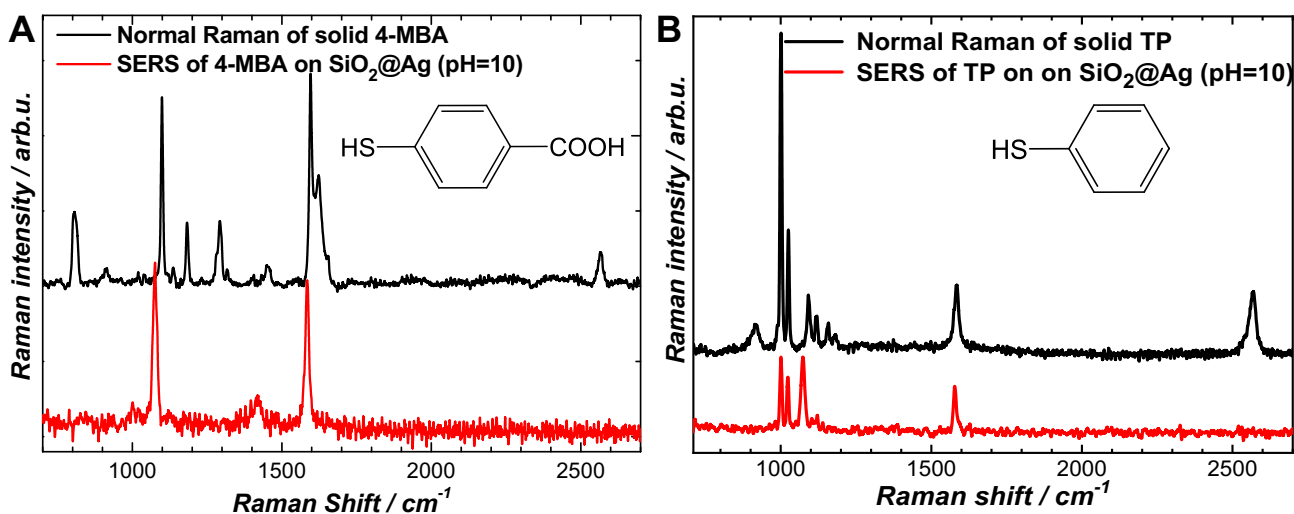 A
Normal Raman of solid 4-MBA
SERS of 4-MBA on SiO₂@Ag (pH=10)
HS
COOH
Raman intensity / arb.u.
1000
1500
2000
2500
Raman Shift / cm⁻¹
B
Normal Raman of solid TP
SERS of TP on on SiO₂@Ag (pH=10)
HS
Raman intensity / arb.u.
1000
1500
2000
2500
Raman shift / cm⁻¹